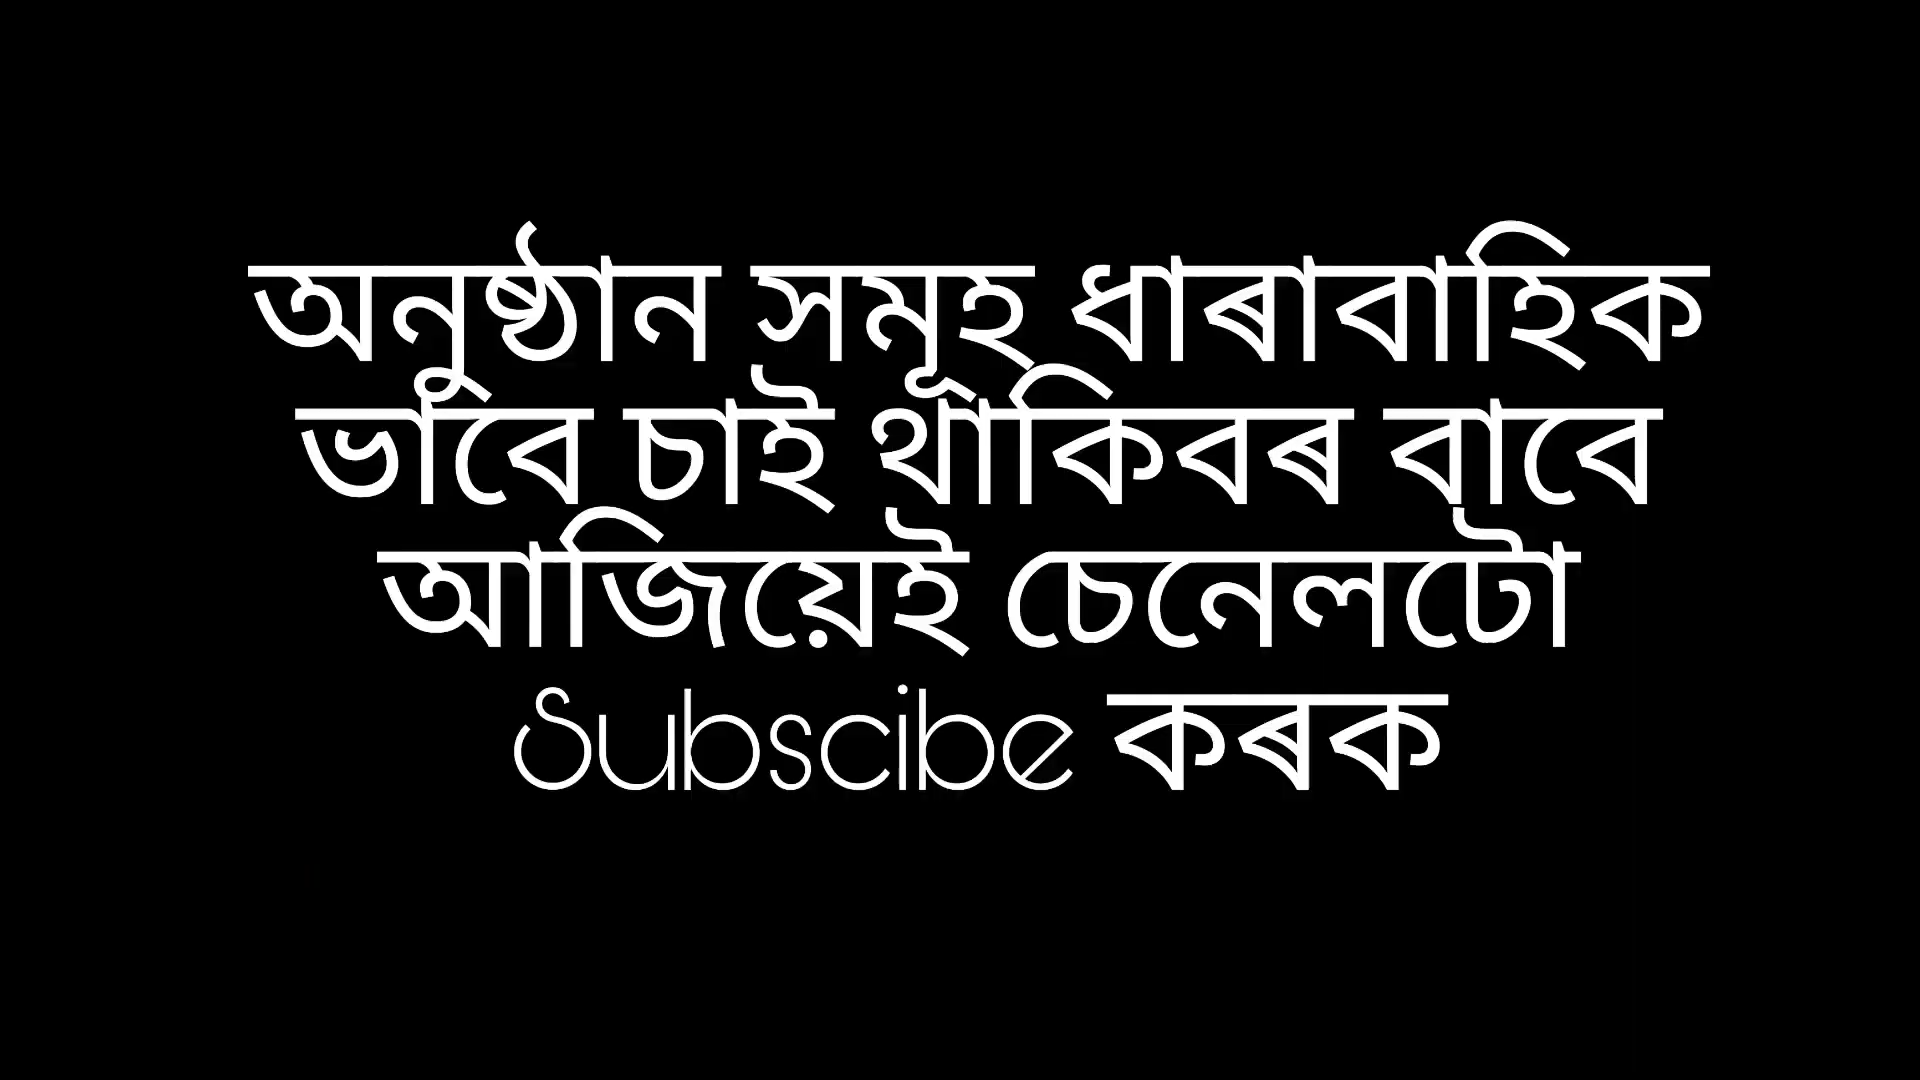 অনুষ্ঠান সমূহ ধাৰাবাহিক
ভাবে চাই থাকিবৰ বাবে
আজিয়েই চেনেলটো
Subscibe কৰক